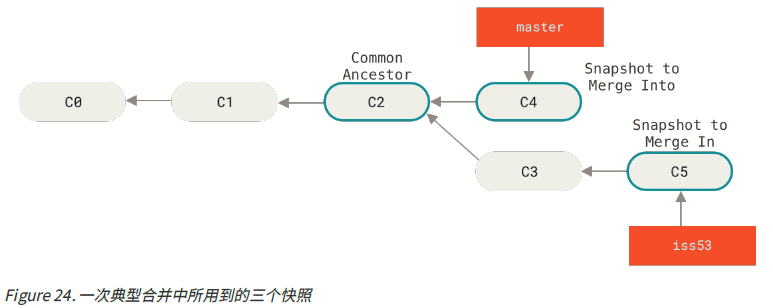 master
Common
Ancestor
Snapshot to
Merge Into
C0
C1
C2
C4
Snapshot to
Merge In
C3
C5
iss53
Figure 24. 一次典型合并中所用到的三个快照